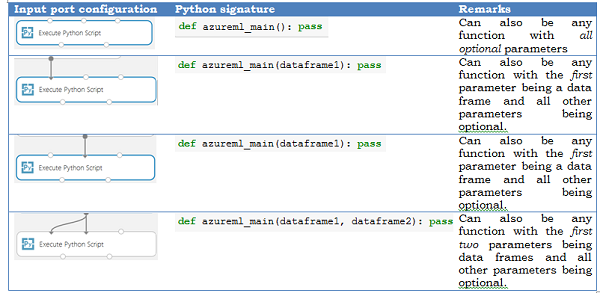 Input port configuration Python signature Remarks
Execute Python Script
def azureml_main(): pass
Can also be any
function with all
optional parameters
Execute Python Script
def azureml_main(dataframe1): pass
Can also be any
function with the first
parameter being a data
frame and all other
parameters being
optional.
Execute Python Script
def azureml_main(dataframe1): pass
Can also be any
function with the first
parameter being a data
frame and all other
parameters being
optional.
Execute Python Script
def azureml_main(dataframe1, dataframe2): pass
Can also be any
function with the first
two parameters being
data frames and all
other parameters being
optional.